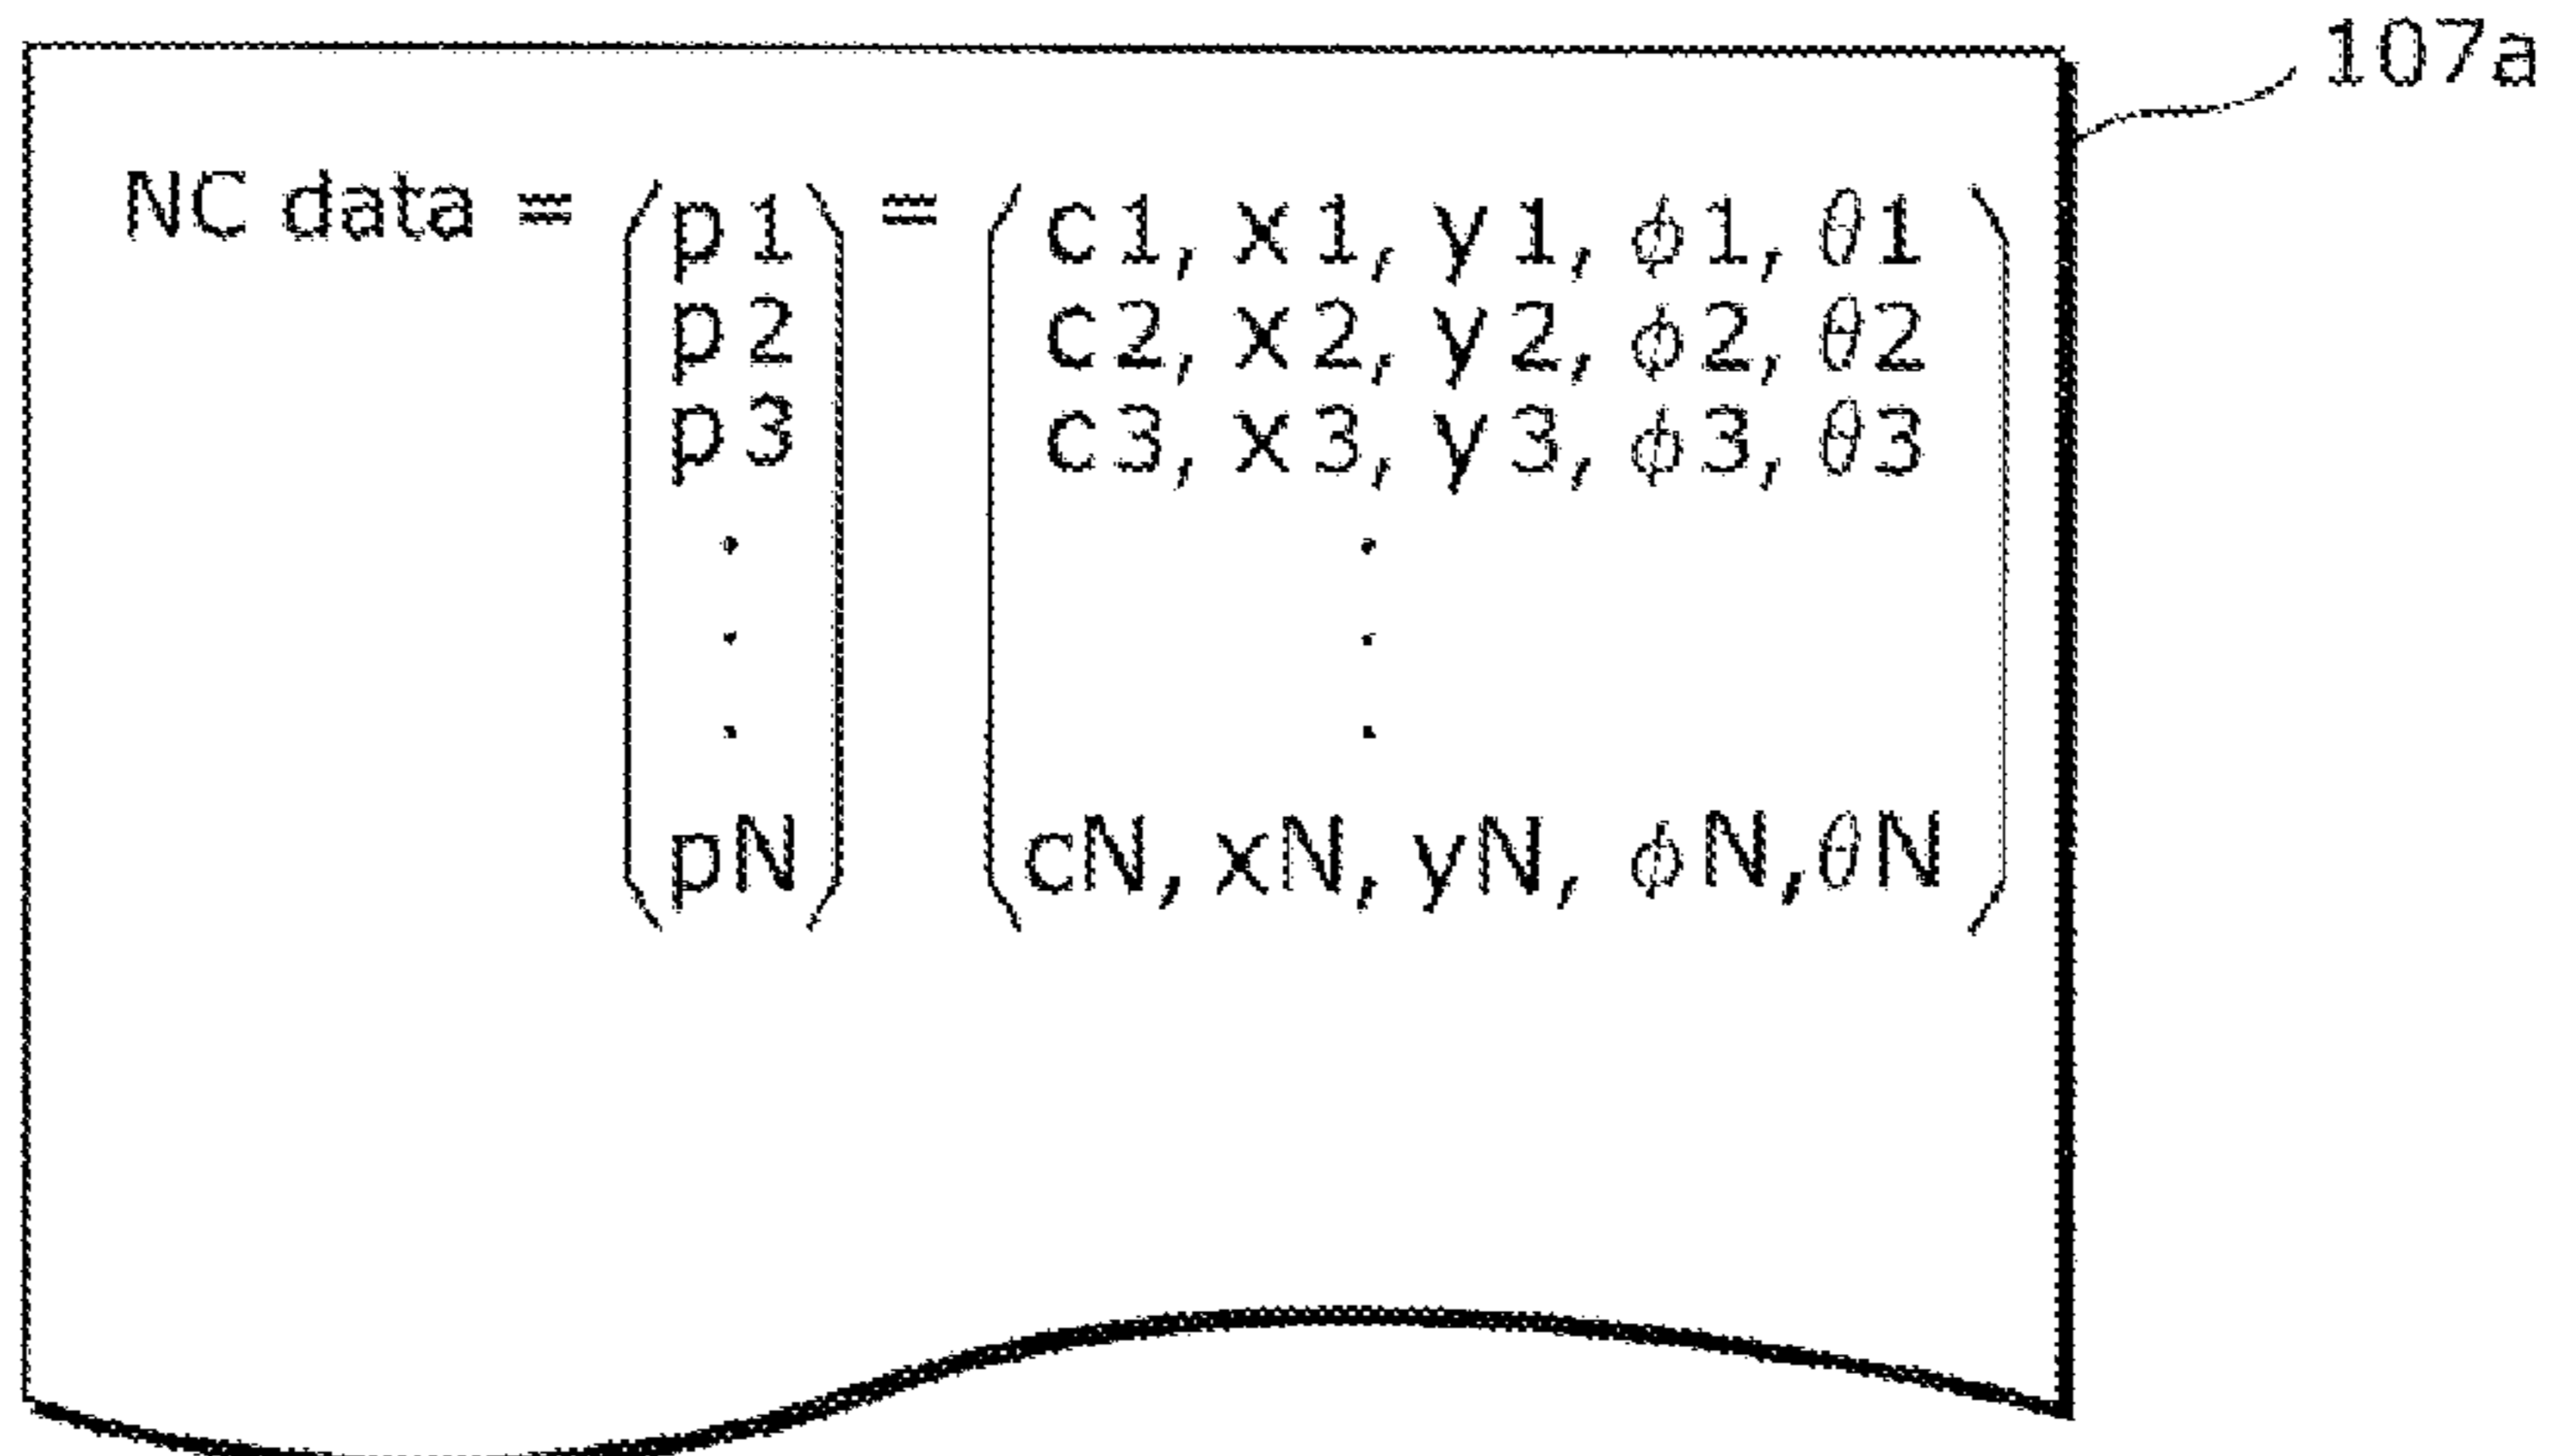 107a
NC data = (p1) = (c1, x1, y1, ϕ1, θ1)
p2 c2, x2, y2, ϕ2, θ2
p3 c3, x3, y3, ϕ3, θ3
. .
. .
. .
pN cN, xN, yN, ϕN, θN